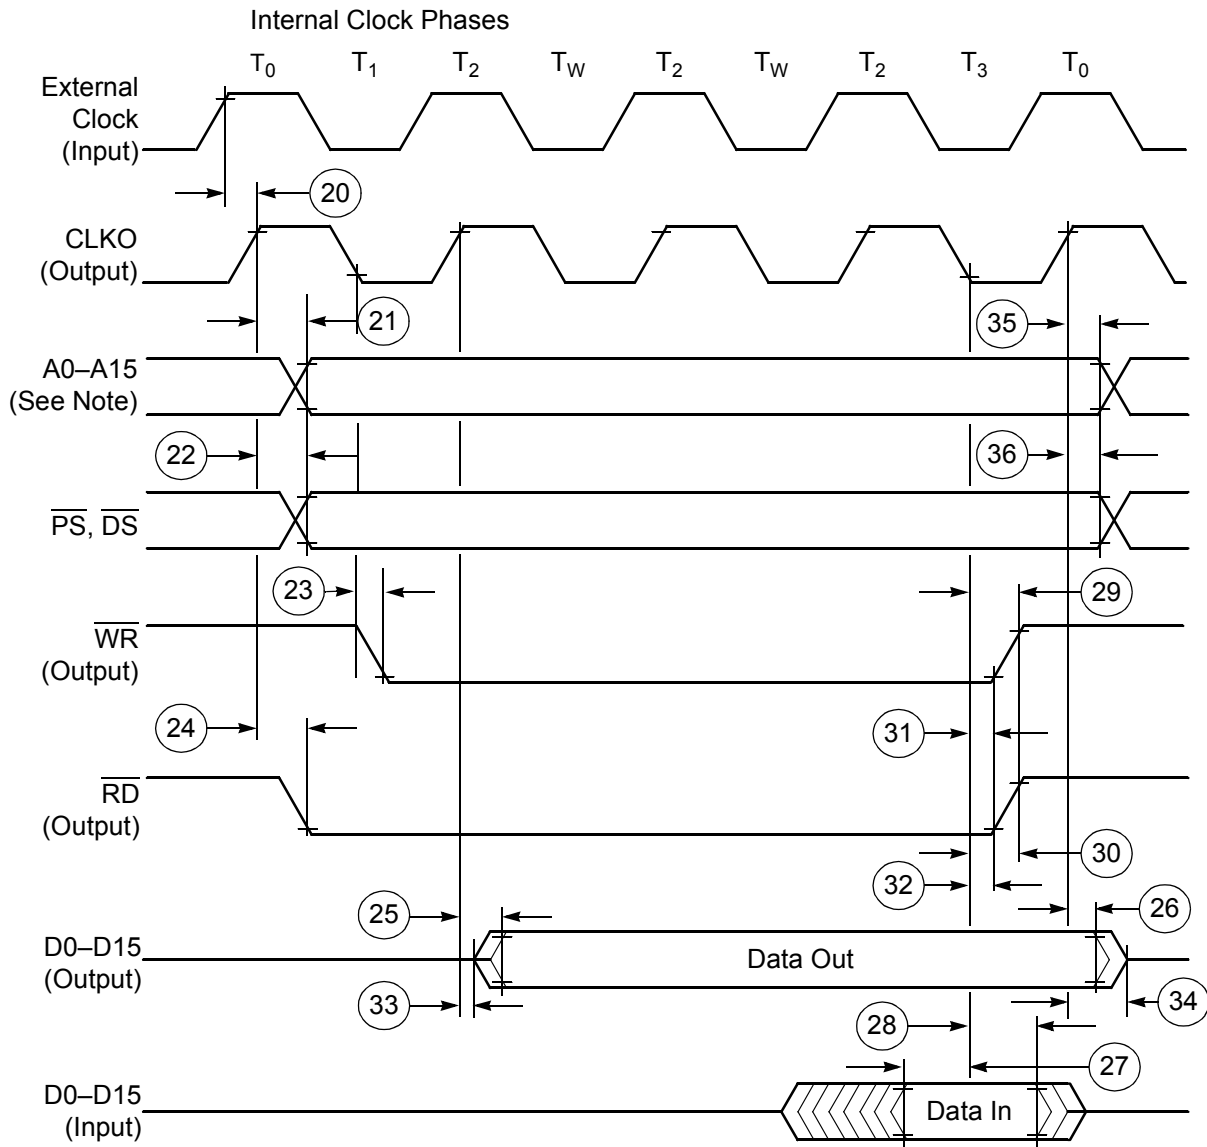 Internal Clock Phases
T0 T1 T2 TW T2 TW T2 T3 T0
External
Clock
(Input)
20
CLKO
(Output)
21
35
A0–A15
(See Note)
22
36
PS, DS
23
29
WR
(Output)
24
31
RD
(Output)
30
32
25
26
D0–D15
(Output)
Data Out
33
34
28
27
D0–D15
(Input)
Data In